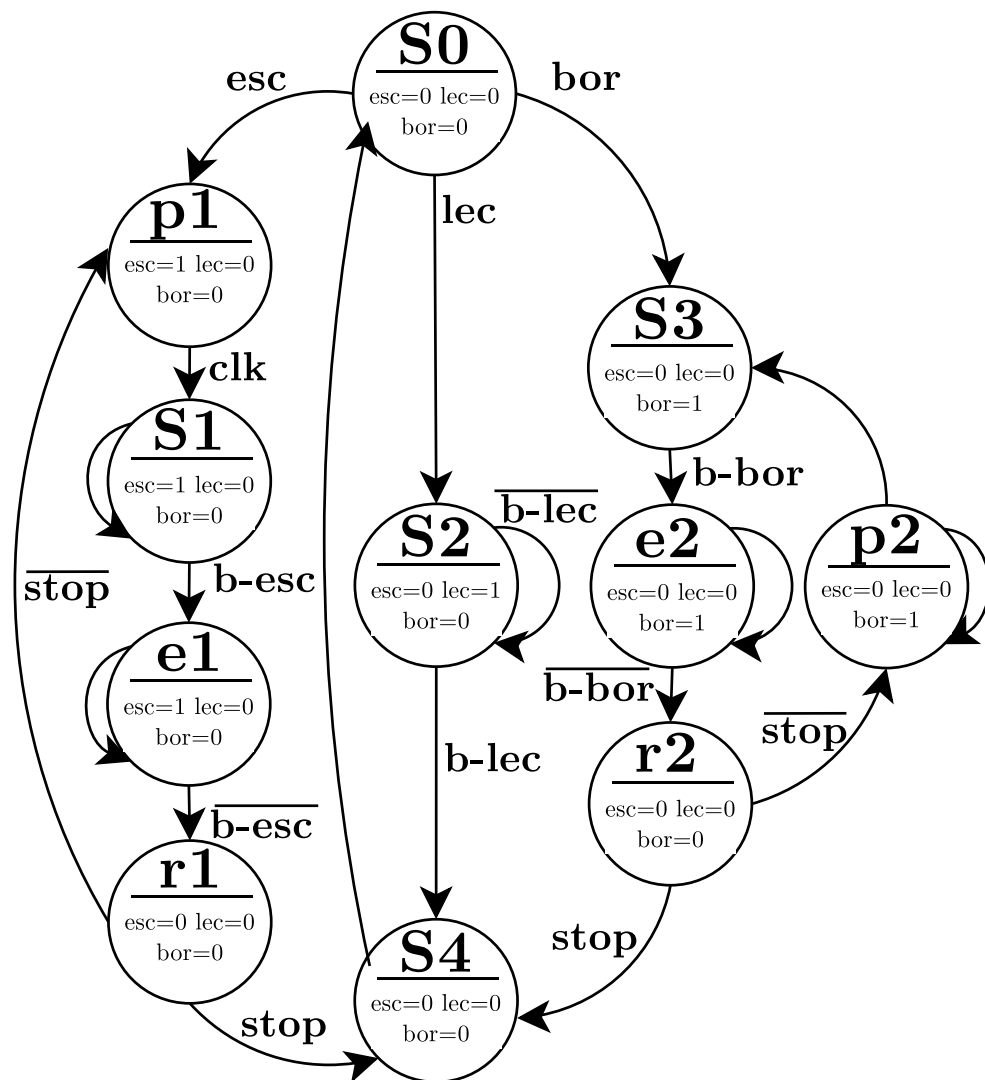 S0
esc=0 lec=0
bor=0
esc
bor
lec
p1
esc=1 lec=0
bor=0
clk
S3
esc=0 lec=0
bor=1
S1
esc=1 lec=0
bor=0
b-bor
b-lec
S2
esc=0 lec=1
bor=0
e2
esc=0 lec=0
bor=1
p2
esc=0 lec=0
bor=1
stop
b-esc
e1
esc=1 lec=0
bor=0
b-bor
stop
b-lec
r2
esc=0 lec=0
bor=0
b-esc
r1
esc=0 lec=0
bor=0
stop
S4
esc=0 lec=0
bor=0
stop